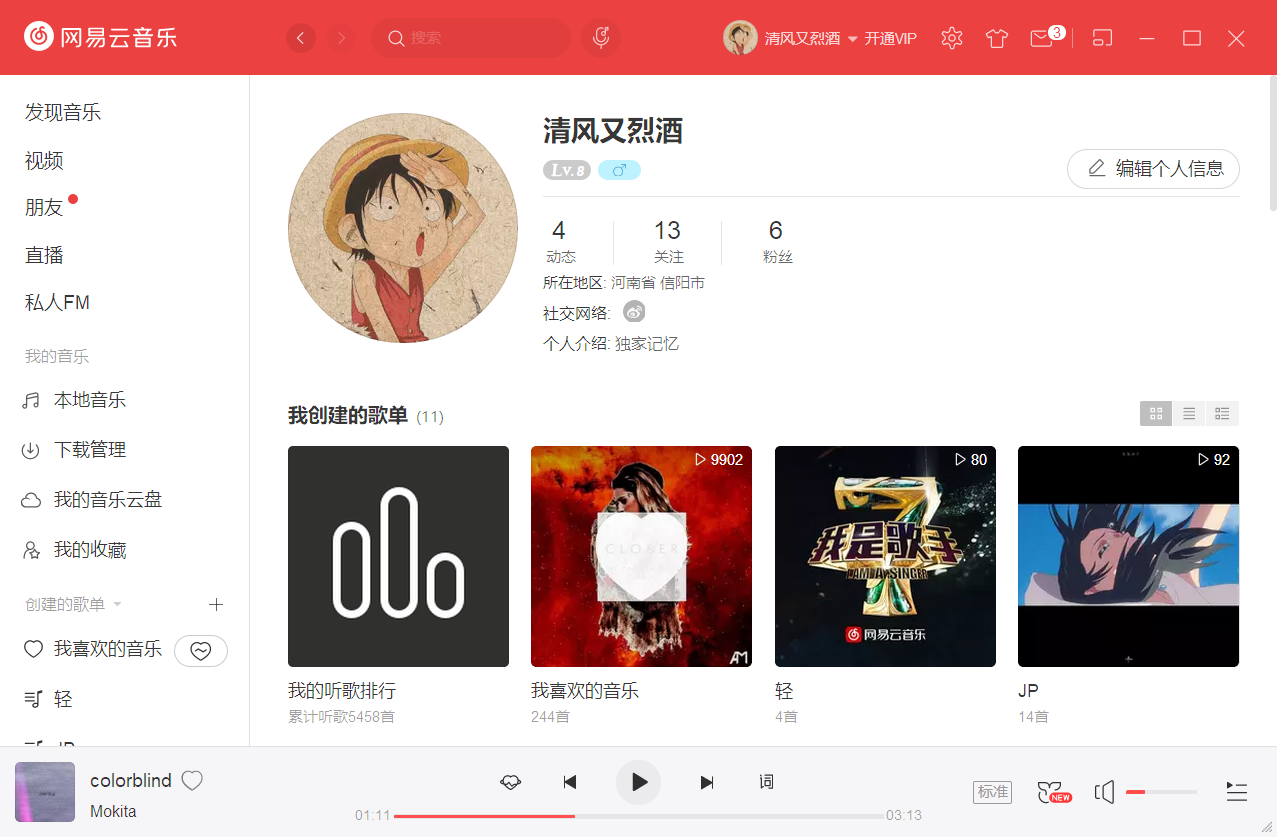 网易云音乐
搜索
清风又烈酒
开通VIP
3
发现音乐
视频
朋友
直播
私人FM
我的音乐
本地音乐
下载管理
我的音乐云盘
我的收藏
创建的歌单
我喜欢的音乐
轻
JP
清风又烈酒
Lv.8
编辑个人信息
4
动态
13
关注
6
粉丝
所在地区: 河南省 信阳市
社交网络:
个人介绍: 独家记忆
我创建的歌单 (11)
9902
CLOSER
AM
80
我是歌手
I AM A SINGER
网易云音乐
92
我的听歌排行
累计听歌5458首
我喜欢的音乐
244首
轻
4首
JP
14首
colorblind
Mokita
词
01:11
03:13
标准
NEW